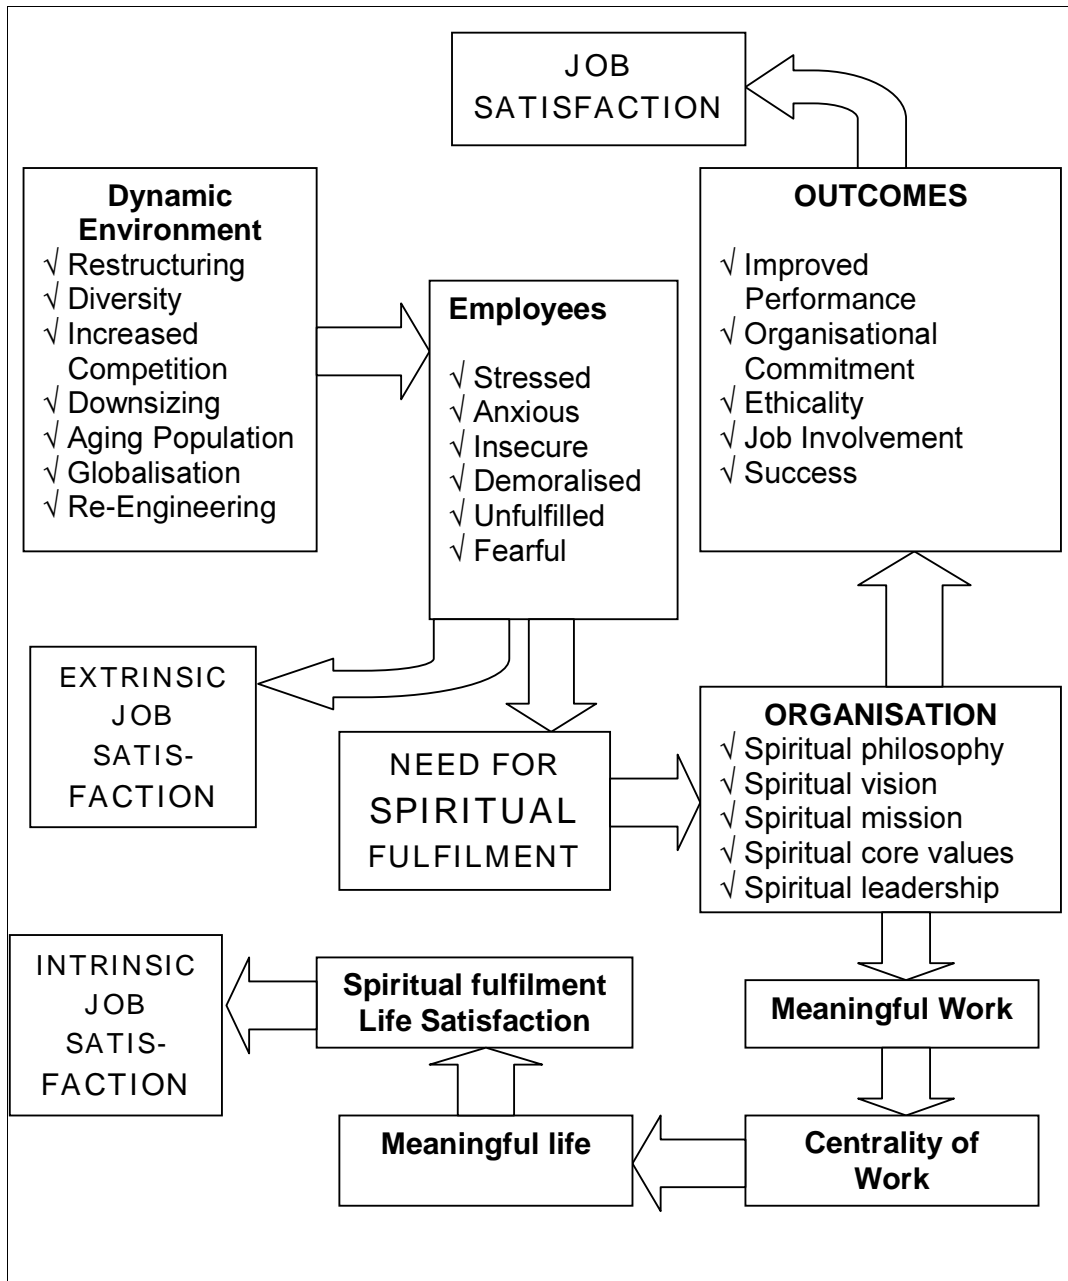 JOB
SATISFACTION
Dynamic
Environment
√ Restructuring
√ Diversity
√ Increased
Competition
√ Downsizing
√ Aging Population
√ Globalisation
√ Re-Engineering
Employees
√ Stressed
√ Anxious
√ Insecure
√ Demoralised
√ Unfulfilled
√ Fearful
OUTCOMES
√ Improved
Performance
√ Organisational
Commitment
√ Ethicality
√ Job Involvement
√ Success
EXTRINSIC
JOB
SATIS-
FACTION
NEED FOR
SPIRITUAL
FULFILMENT
ORGANISATION
√ Spiritual philosophy
√ Spiritual vision
√ Spiritual mission
√ Spiritual core values
√ Spiritual leadership
INTRINSIC
JOB
SATIS-
FACTION
Spiritual fulfilment
Life Satisfaction
Meaningful Work
Meaningful life
Centrality of
Work